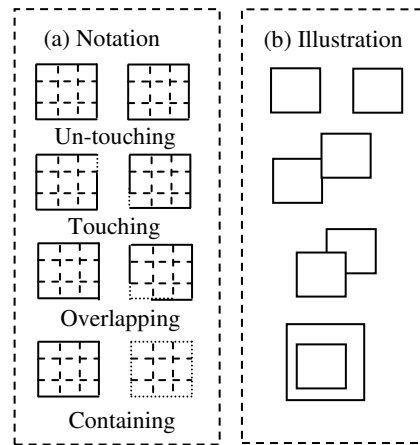 (a) Notation
Un-touching
Touching
Overlapping
Containing
(b) Illustration